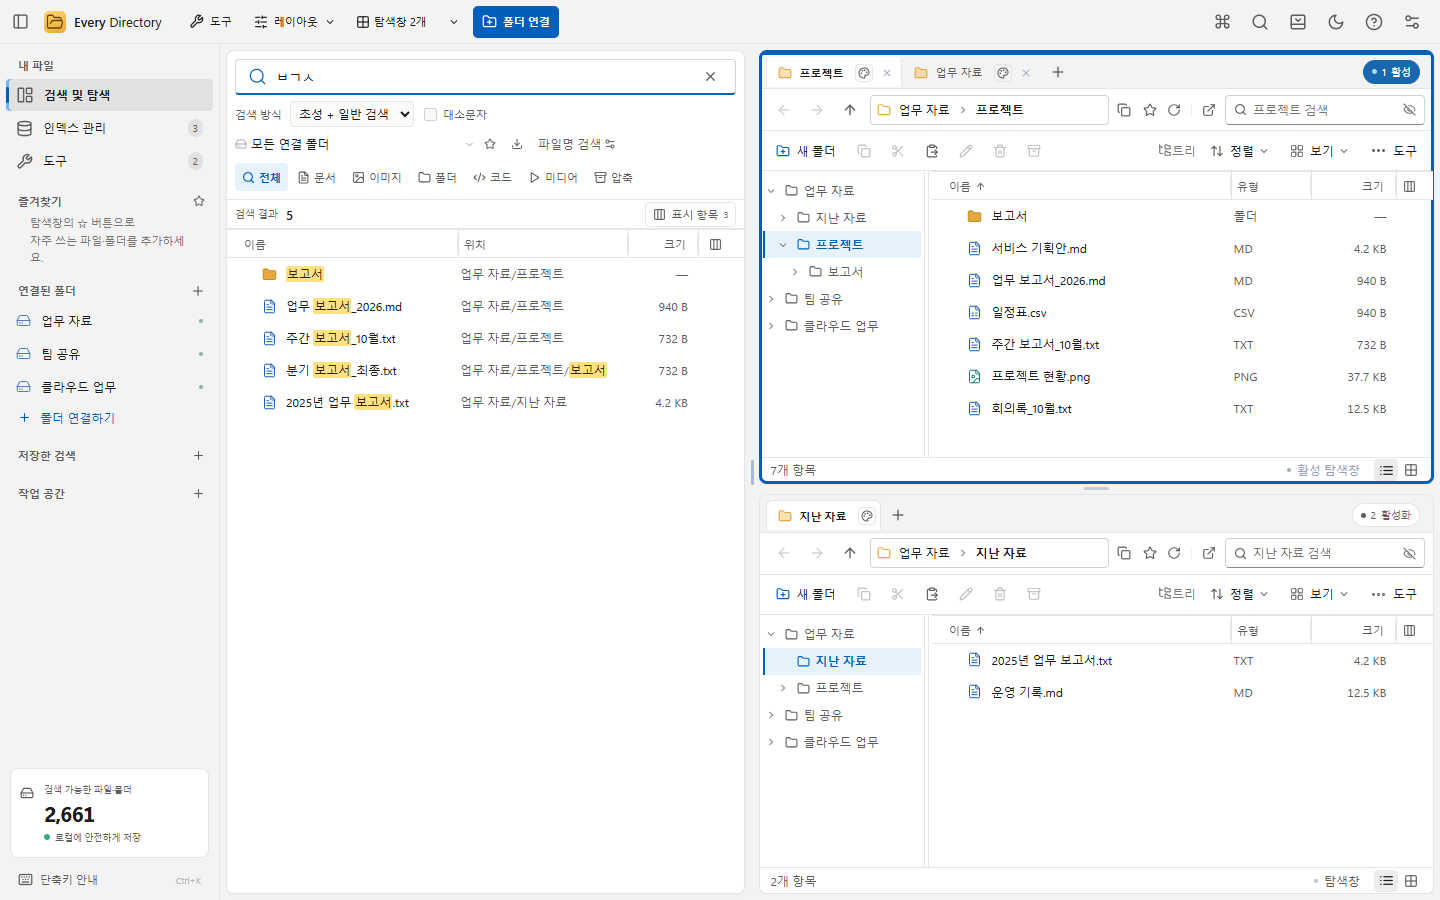 Every Directory
도구
레이아웃
탐색창 2개
폴더 연결
내 파일
검색 및 탐색
인덱스 관리 3
도구 2
즐겨찾기
탐색창의 ☆ 버튼으로
자주 쓰는 파일·폴더를 추가하세
요.
연결된 폴더
업무 자료
팀 공유
클라우드 업무
폴더 연결하기
저장한 검색
작업 공간
검색 가능한 파일·폴더
2,661
로컬에 안전하게 저장
단축키 안내 Ctrl+K
ㅂㄱㅅ
검색 방식 초성 + 일반 검색 대소문자
모든 연결 폴더 파일명 검색
전체 문서 이미지 폴더 코드 미디어 압축
검색 결과 5 표시 항목 3
이름 위치 크기
보고서 업무 자료/프로젝트 —
업무 보고서_2026.md 업무 자료/프로젝트 940 B
주간 보고서_10월.txt 업무 자료/프로젝트 732 B
분기 보고서_최종.txt 업무 자료/프로젝트/보고서 732 B
2025년 업무 보고서.txt 업무 자료/지난 자료 4.2 KB
프로젝트 업무 자료 1 활성
업무 자료 > 프로젝트 프로젝트 검색
새 폴더 트리 정렬 보기 도구
업무 자료
지난 자료
프로젝트
보고서
팀 공유
클라우드 업무
이름 ↑ 유형 크기
보고서 폴더 —
서비스 기획안.md MD 4.2 KB
업무 보고서_2026.md MD 940 B
일정표.csv CSV 940 B
주간 보고서_10월.txt TXT 732 B
프로젝트 현황.png PNG 37.7 KB
회의록_10월.txt TXT 12.5 KB
7개 항목 활성 탐색창
지난 자료 2 활성화
업무 자료 > 지난 자료 지난 자료 검색
새 폴더 트리 정렬 보기 도구
업무 자료
지난 자료
프로젝트
팀 공유
클라우드 업무
이름 ↑ 유형 크기
2025년 업무 보고서.txt TXT 4.2 KB
운영 기록.md MD 12.5 KB
2개 항목 탐색창